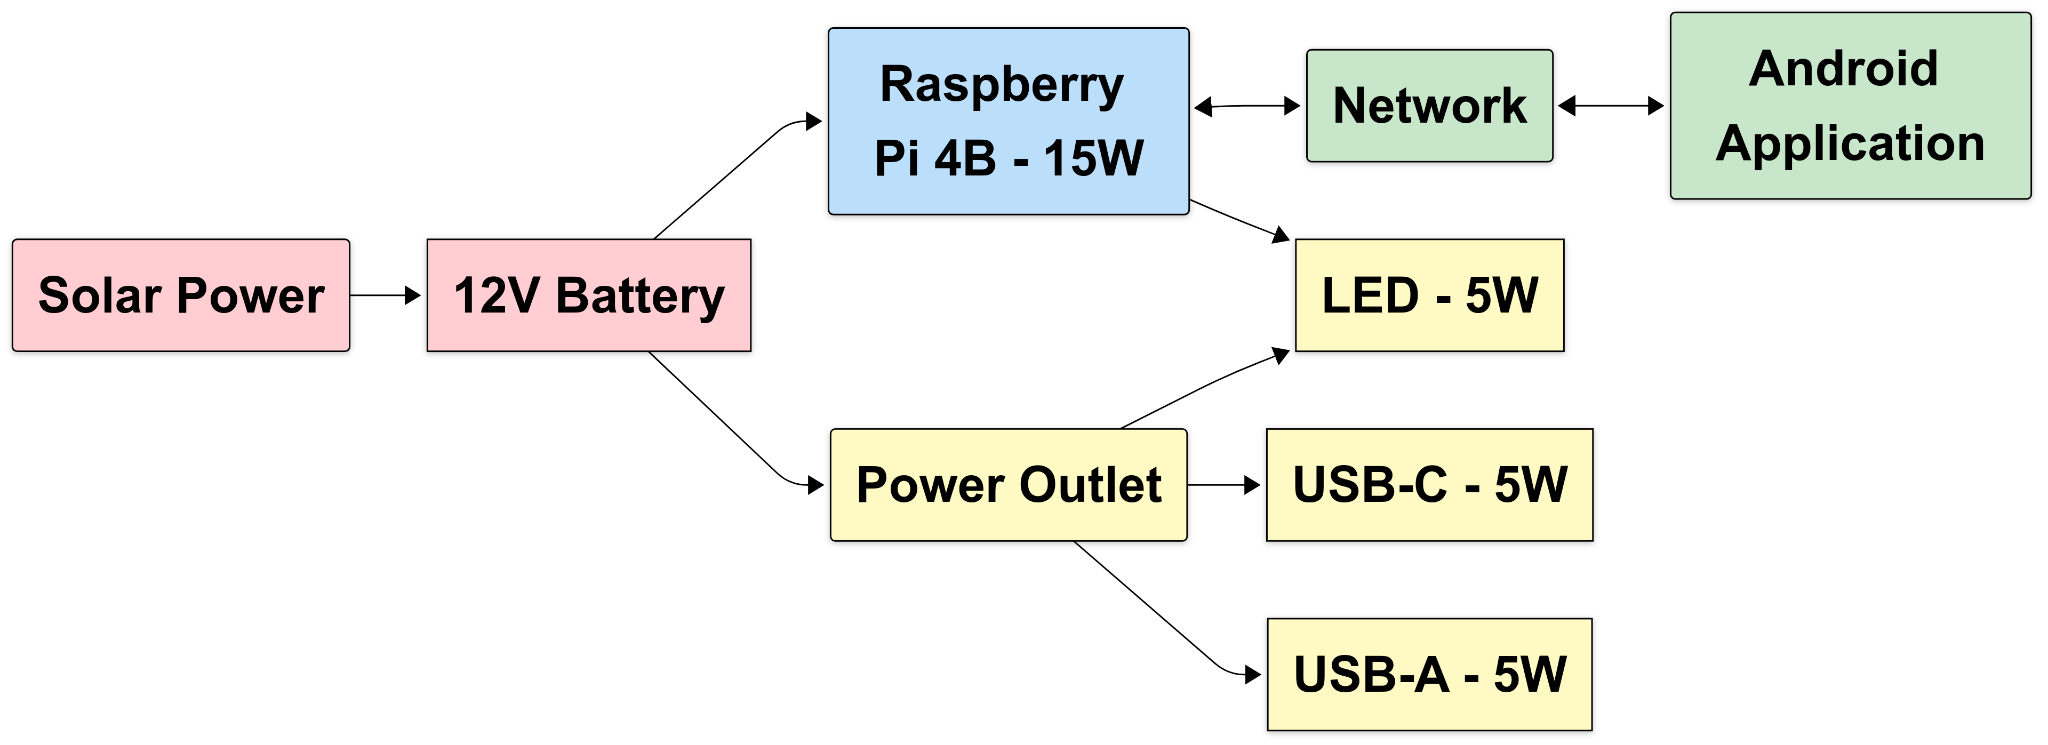 Solar Power
12V Battery
Raspberry
Pi 4B - 15W
Network
Android
Application
LED - 5W
Power Outlet
USB-C - 5W
USB-A - 5W